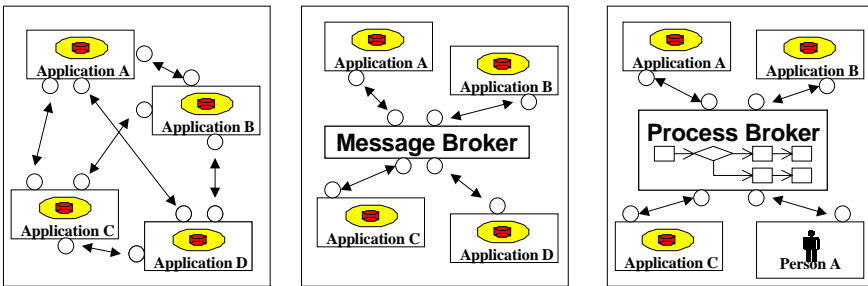 Application A
Application B
Application C
Application D
Application A
Application B
Message Broker
Application C
Application D
Application A
Application B
Process Broker
Application C
Person A